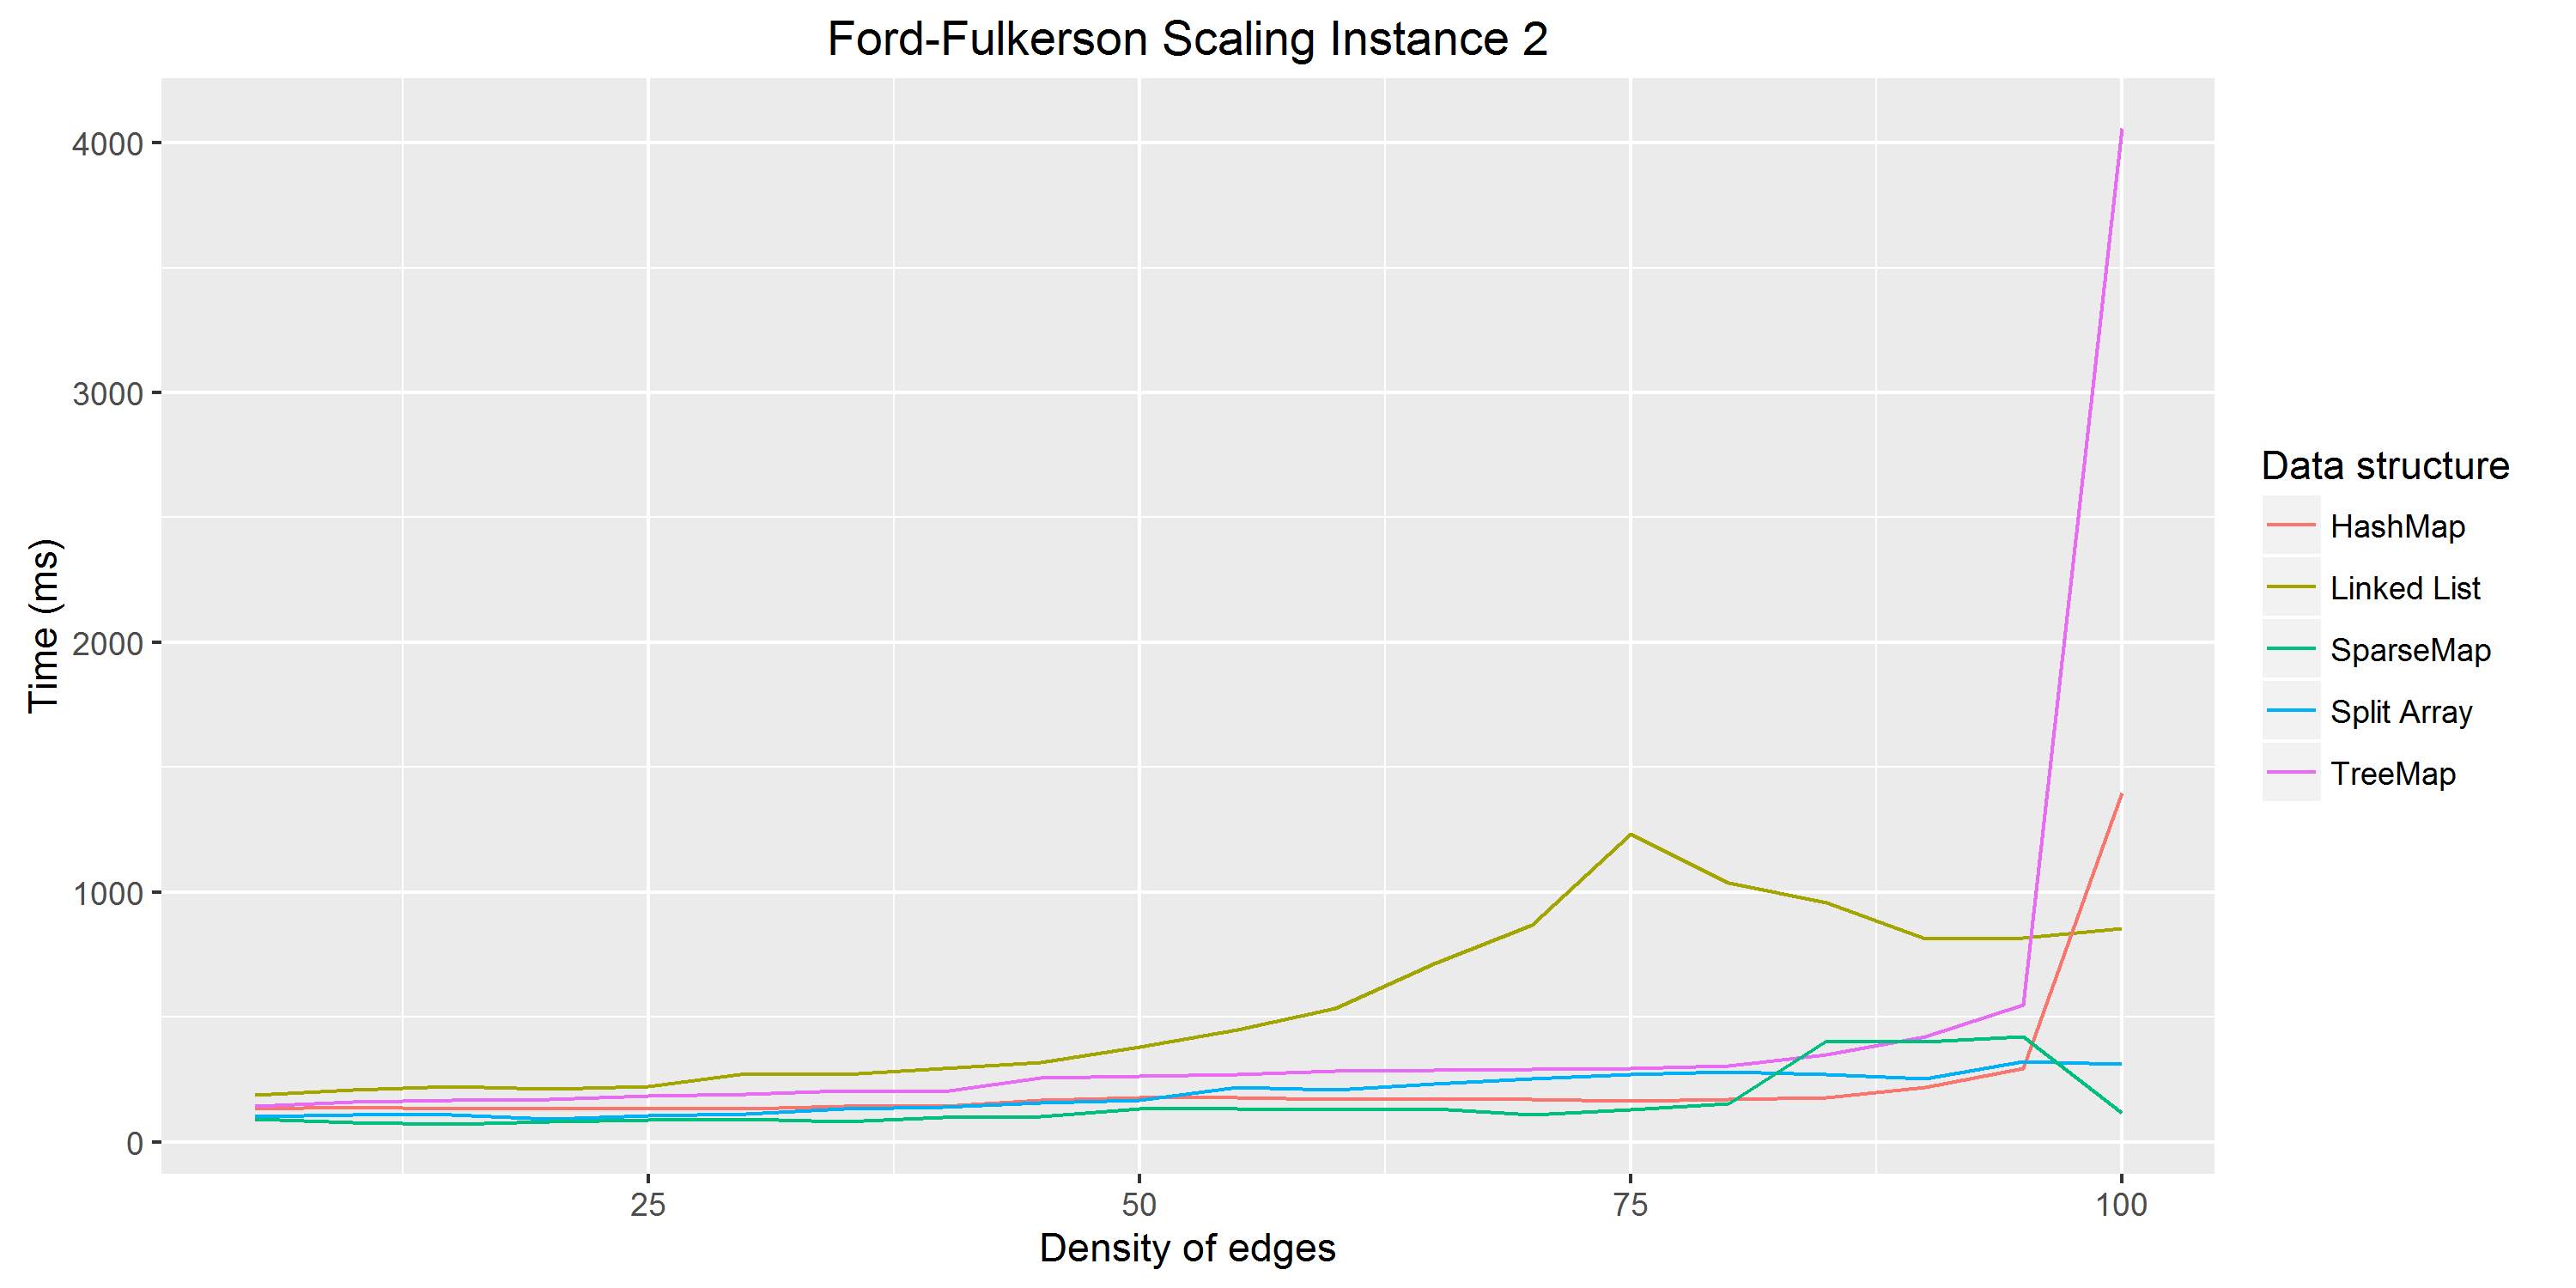 Ford-Fulkerson Scaling Instance 2
4000
3000
2000
1000
0
Time (ms)
25 50 75 100
Density of edges
Data structure
HashMap
Linked List
SparseMap
Split Array
TreeMap